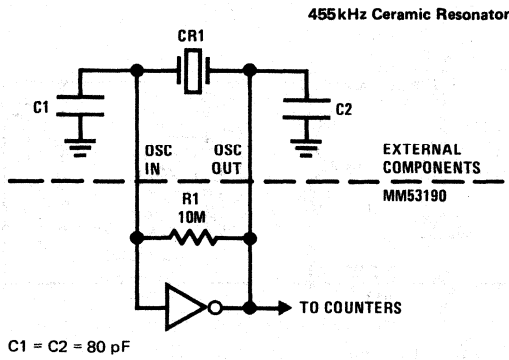 455kHz Ceramic Resonator
CR1
C1
C2
OSC IN
OSC OUT
EXTERNAL
COMPONENTS
MM53190
R1
10M
TO COUNTERS
C1 = C2 = 80 pF